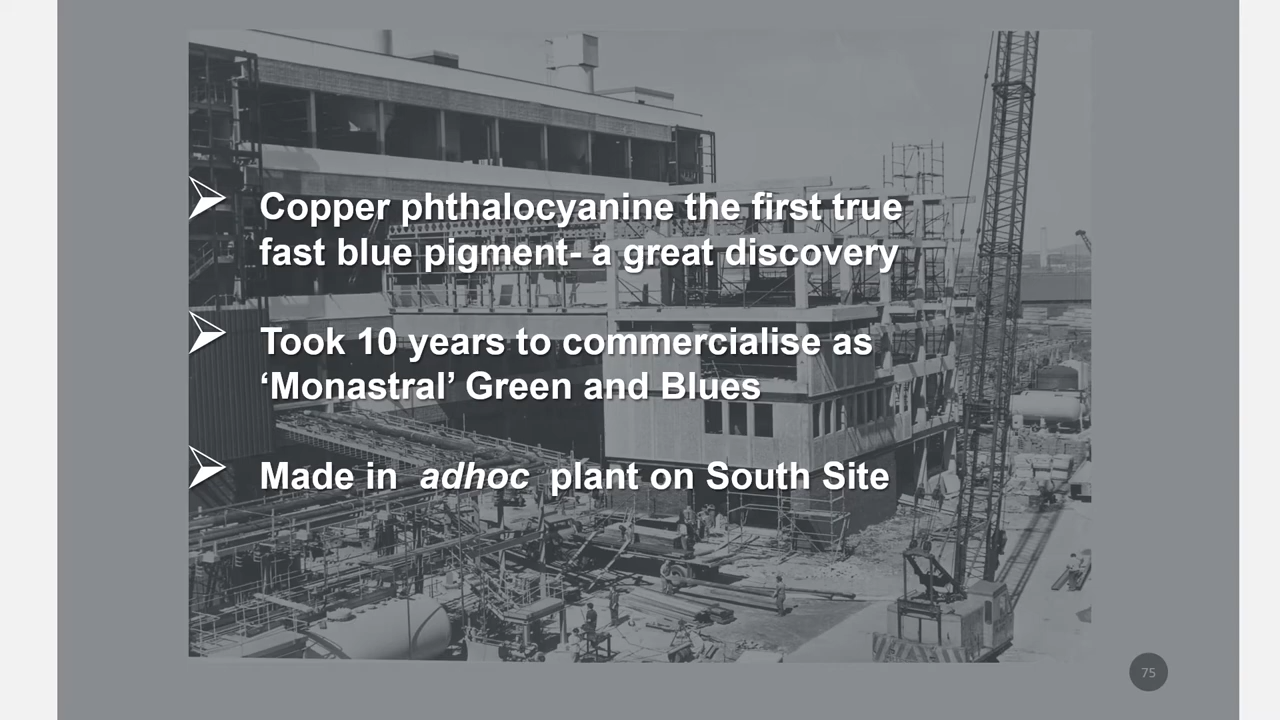 Copper phthalocyanine the first true
fast blue pigment- a great discovery
Took 10 years to commercialise as
‘Monastral’ Green and Blues
Made in adhoc plant on South Site
75